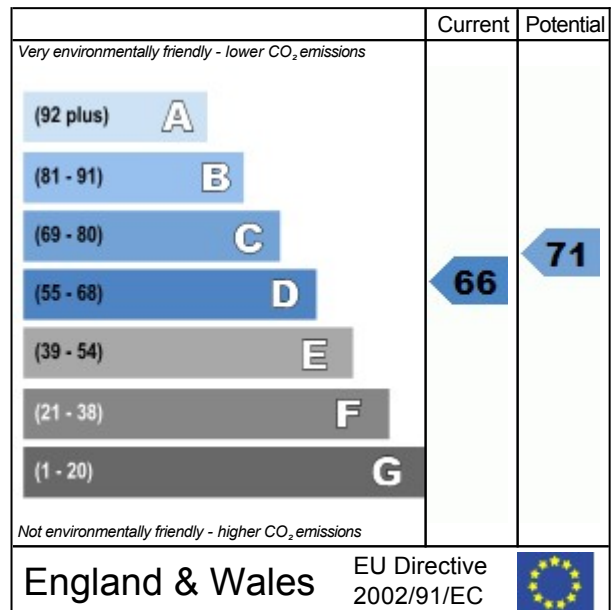 Current Potential
Very environmentally friendly - lower CO₂ emissions
(92 plus) A
(81 - 91) B
(69 - 80) C
(55 - 68) D
(39 - 54) E
(21 - 38) F
(1 - 20) G
66
71
Not environmentally friendly - higher CO₂ emissions
England & Wales
EU Directive
2002/91/EC